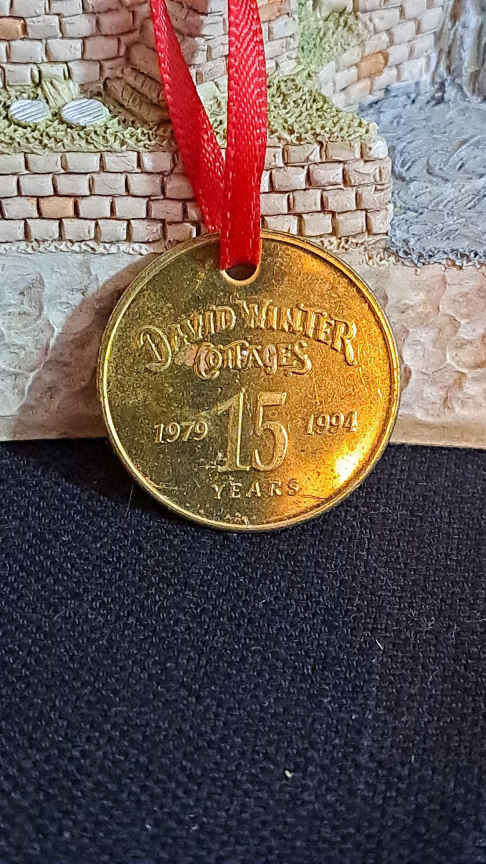 DAVID WINTER
COTTAGES
1979 15 1994
YEARS